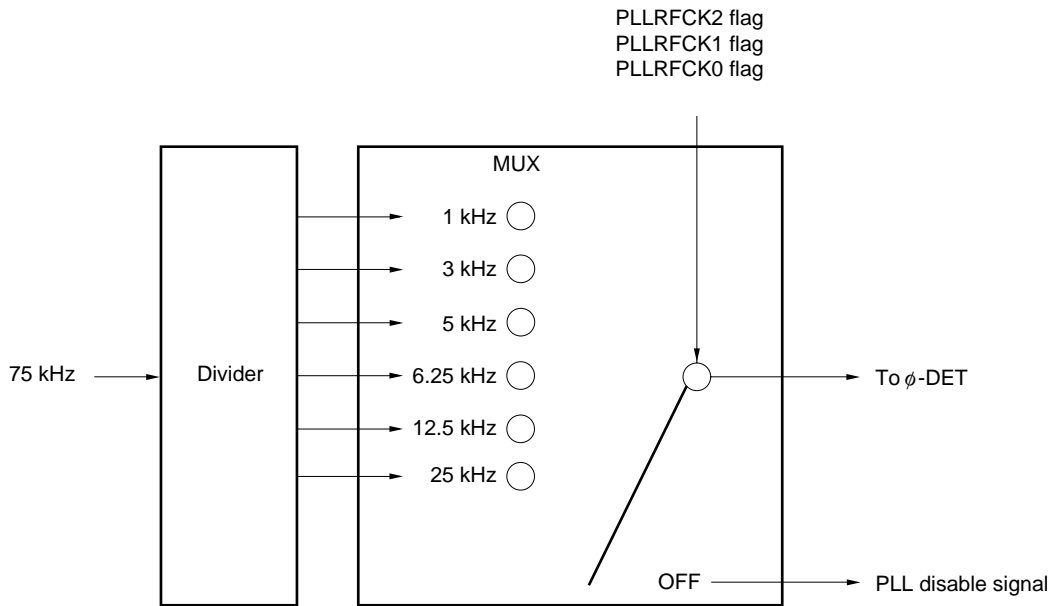 PLLRFCK2 flag
PLLRFCK1 flag
PLLRFCK0 flag
MUX
1 kHz
3 kHz
5 kHz
75 kHz
Divider
6.25 kHz
To ϕ-DET
12.5 kHz
25 kHz
OFF
PLL disable signal